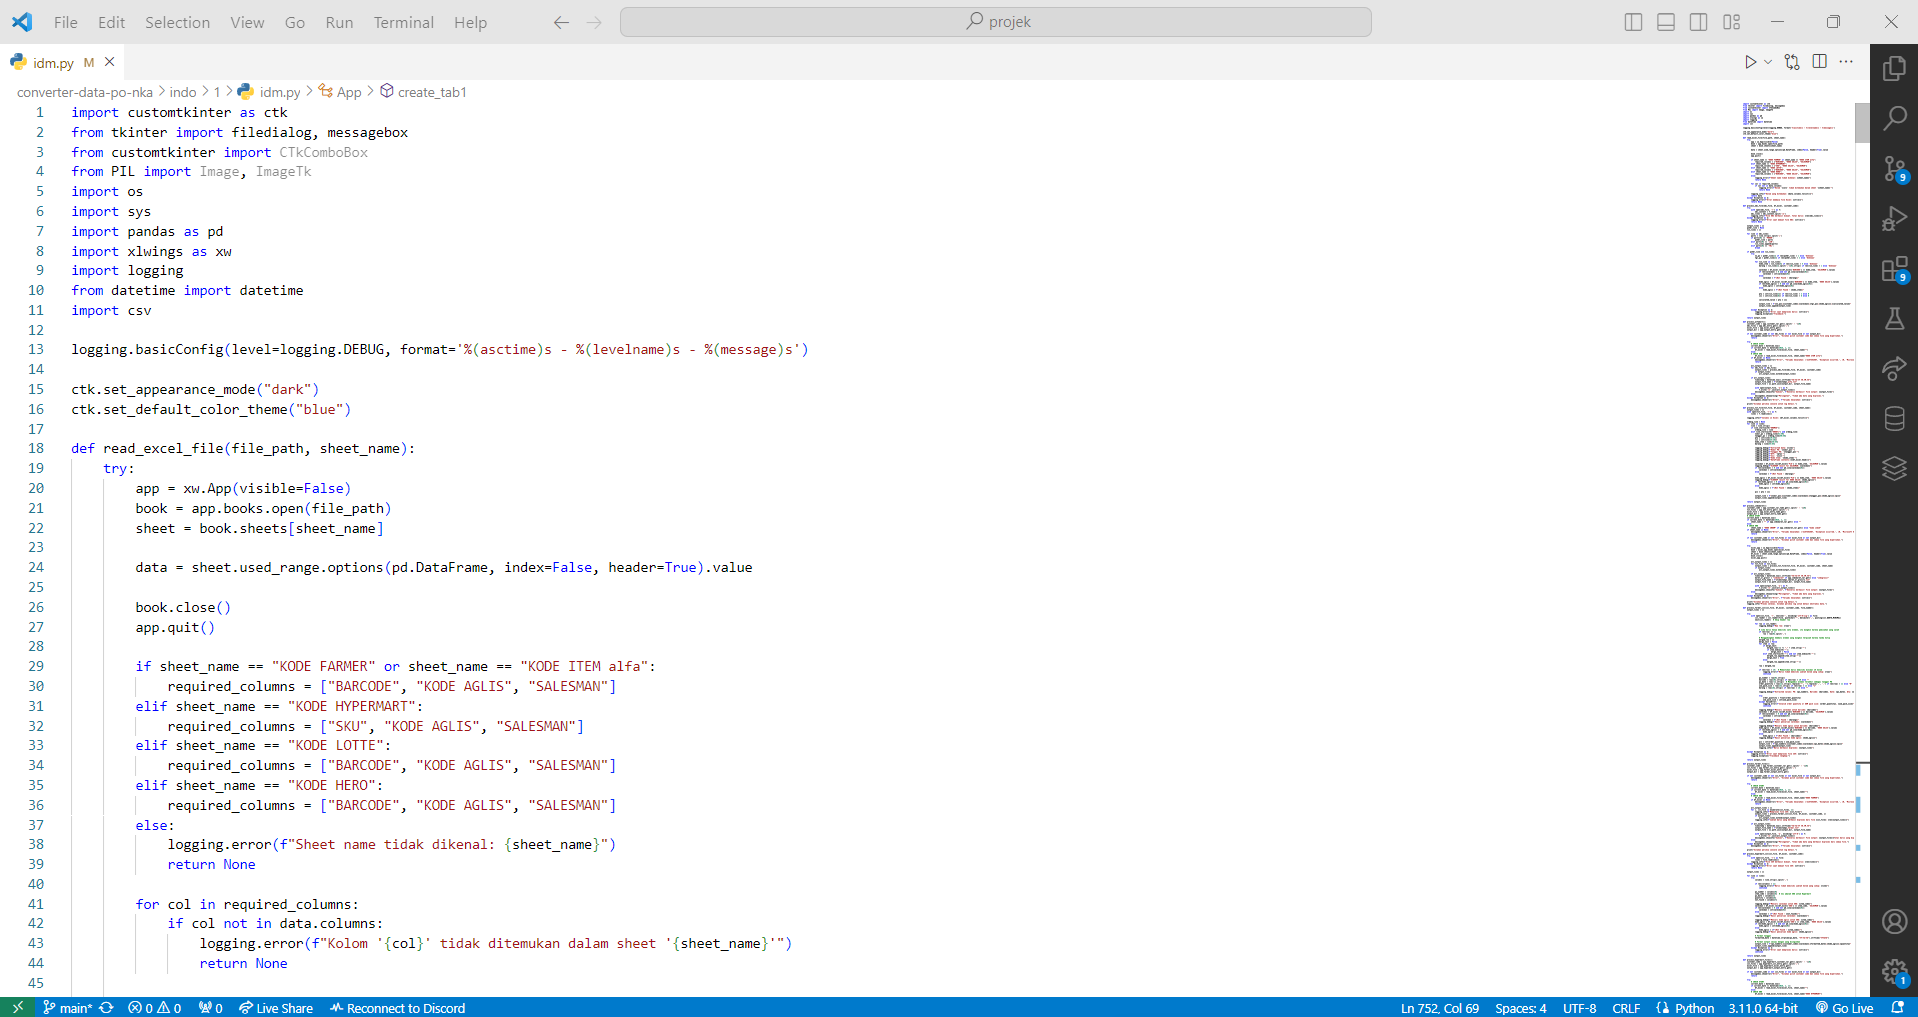 File Edit Selection View Go Run Terminal Help
projek
idm.py M
converter-data-po-nka > indo > 1 > idm.py > App > create_tab1
1 import customtkinter as ctk
2 from tkinter import filedialog, messagebox
3 from customtkinter import CTkComboBox
4 from PIL import Image, ImageTk
5 import os
6 import sys
7 import pandas as pd
8 import xlwings as xw
9 import logging
10 from datetime import datetime
11 import csv
12
13 logging.basicConfig(level=logging.DEBUG, format='%(asctime)s - %(levelname)s - %(message)s')
14
15 ctk.set_appearance_mode("dark")
16 ctk.set_default_color_theme("blue")
17
18 def read_excel_file(file_path, sheet_name):
19 try:
20 app = xw.App(visible=False)
21 book = app.books.open(file_path)
22 sheet = book.sheets[sheet_name]
23
24 data = sheet.used_range.options(pd.DataFrame, index=False, header=True).value
25
26 book.close()
27 app.quit()
28
29 if sheet_name == "KODE FARMER" or sheet_name == "KODE ITEM alfa":
30 required_columns = ["BARCODE", "KODE AGLIS", "SALESMAN"]
31 elif sheet_name == "KODE HYPERMART":
32 required_columns = ["SKU", "KODE AGLIS", "SALESMAN"]
33 elif sheet_name == "KODE LOTTE":
34 required_columns = ["BARCODE", "KODE AGLIS", "SALESMAN"]
35 elif sheet_name == "KODE HERO":
36 required_columns = ["BARCODE", "KODE AGLIS", "SALESMAN"]
37 else:
38 logging.error(f"Sheet name tidak dikenal: {sheet_name}")
39 return None
40
41 for col in required_columns:
42 if col not in data.columns:
43 logging.error(f"Kolom '{col}' tidak ditemukan dalam sheet '{sheet_name}'")
44 return None
45
9
9
1
main* 0 0 0 Live Share Reconnect to Discord Ln 752, Col 69 Spaces: 4 UTF-8 CRLF Python 3.11.0 64-bit Go Live